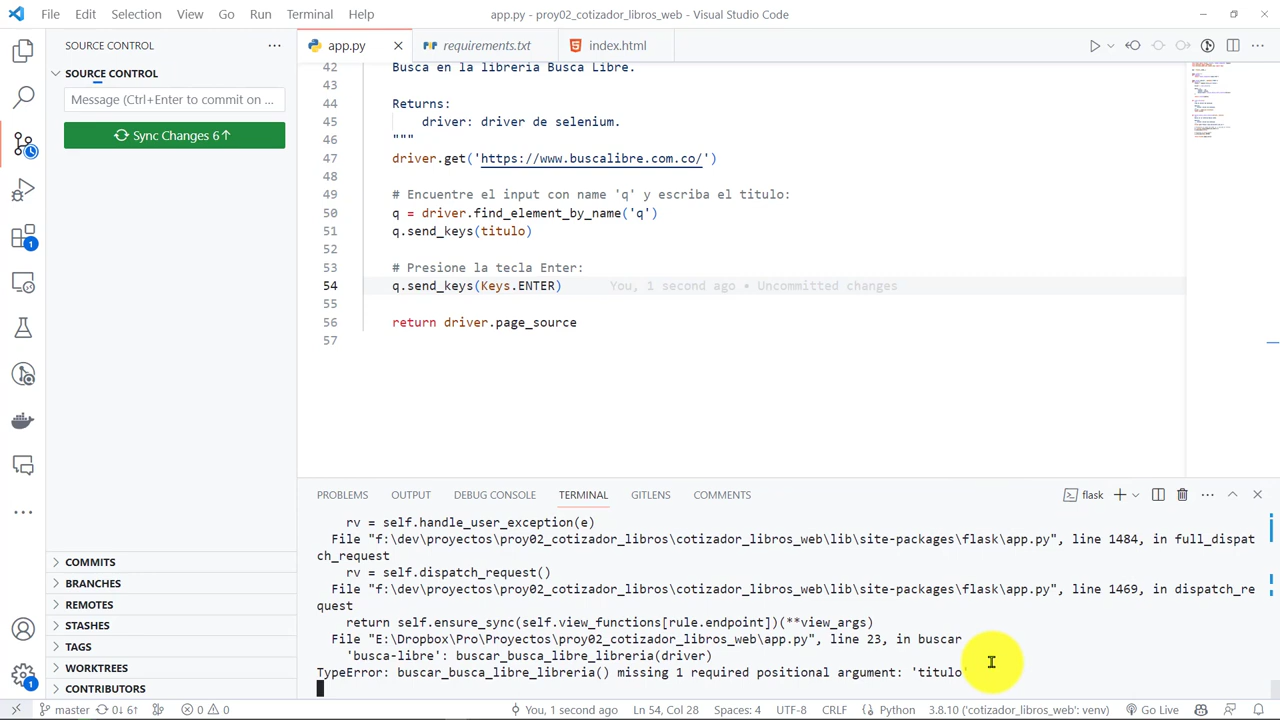 File Edit Selection View Go Run Terminal Help
app.py - proy02_cotizador_libros_web - Visual Studio Code
SOURCE CONTROL
SOURCE CONTROL
Message (Ctrl+Enter to commit on ...
Sync Changes 6↑
1
COMMITS
BRANCHES
REMOTES
STASHES
TAGS
WORKTREES
CONTRIBUTORS
1
app.py requirements.txt index.html
42 Busca en la libreria Busca Libre.
43
44 Returns:
45 driver: driver de selenium.
46 """
47 driver.get('https://www.buscalibre.com.co/')
48
49 # Encuentre el input con name 'q' y escriba el titulo:
50 q = driver.find_element_by_name('q')
51 q.send_keys(titulo)
52
53 # Presione la tecla Enter:
54 q.send_keys(Keys.ENTER) You, 1 second ago • Uncommitted changes
55
56 return driver.page_source
57
PROBLEMS OUTPUT DEBUG CONSOLE TERMINAL GITLENS COMMENTS
flask
rv = self.handle_user_exception(e)
File "f:\dev\proyectos\proy02_cotizador_libros\cotizador_libros_web\lib\site-packages\flask\app.py", line 1484, in full_dispat
ch_request
rv = self.dispatch_request()
File "f:\dev\proyectos\proy02_cotizador_libros\cotizador_libros_web\lib\site-packages\flask\app.py", line 1469, in dispatch_re
quest
return self.ensure_sync(self.view_functions[rule.endpoint])(**view_args)
File "E:\Dropbox\Pro\Proyectos\proy02_cotizador_libros_web\app.py", line 23, in buscar
'busca-libre': buscar_busca_libre_libreria(driver)
TypeError: buscar_busca_libre_libreria() missing 1 required positional argument: 'titulo'
master 0↓ 6↑ 0 0 You, 1 second ago Ln 54, Col 28 Spaces: 4 UTF-8 CRLF Python 3.8.10 ('cotizador_libros_web': venv) Go Live